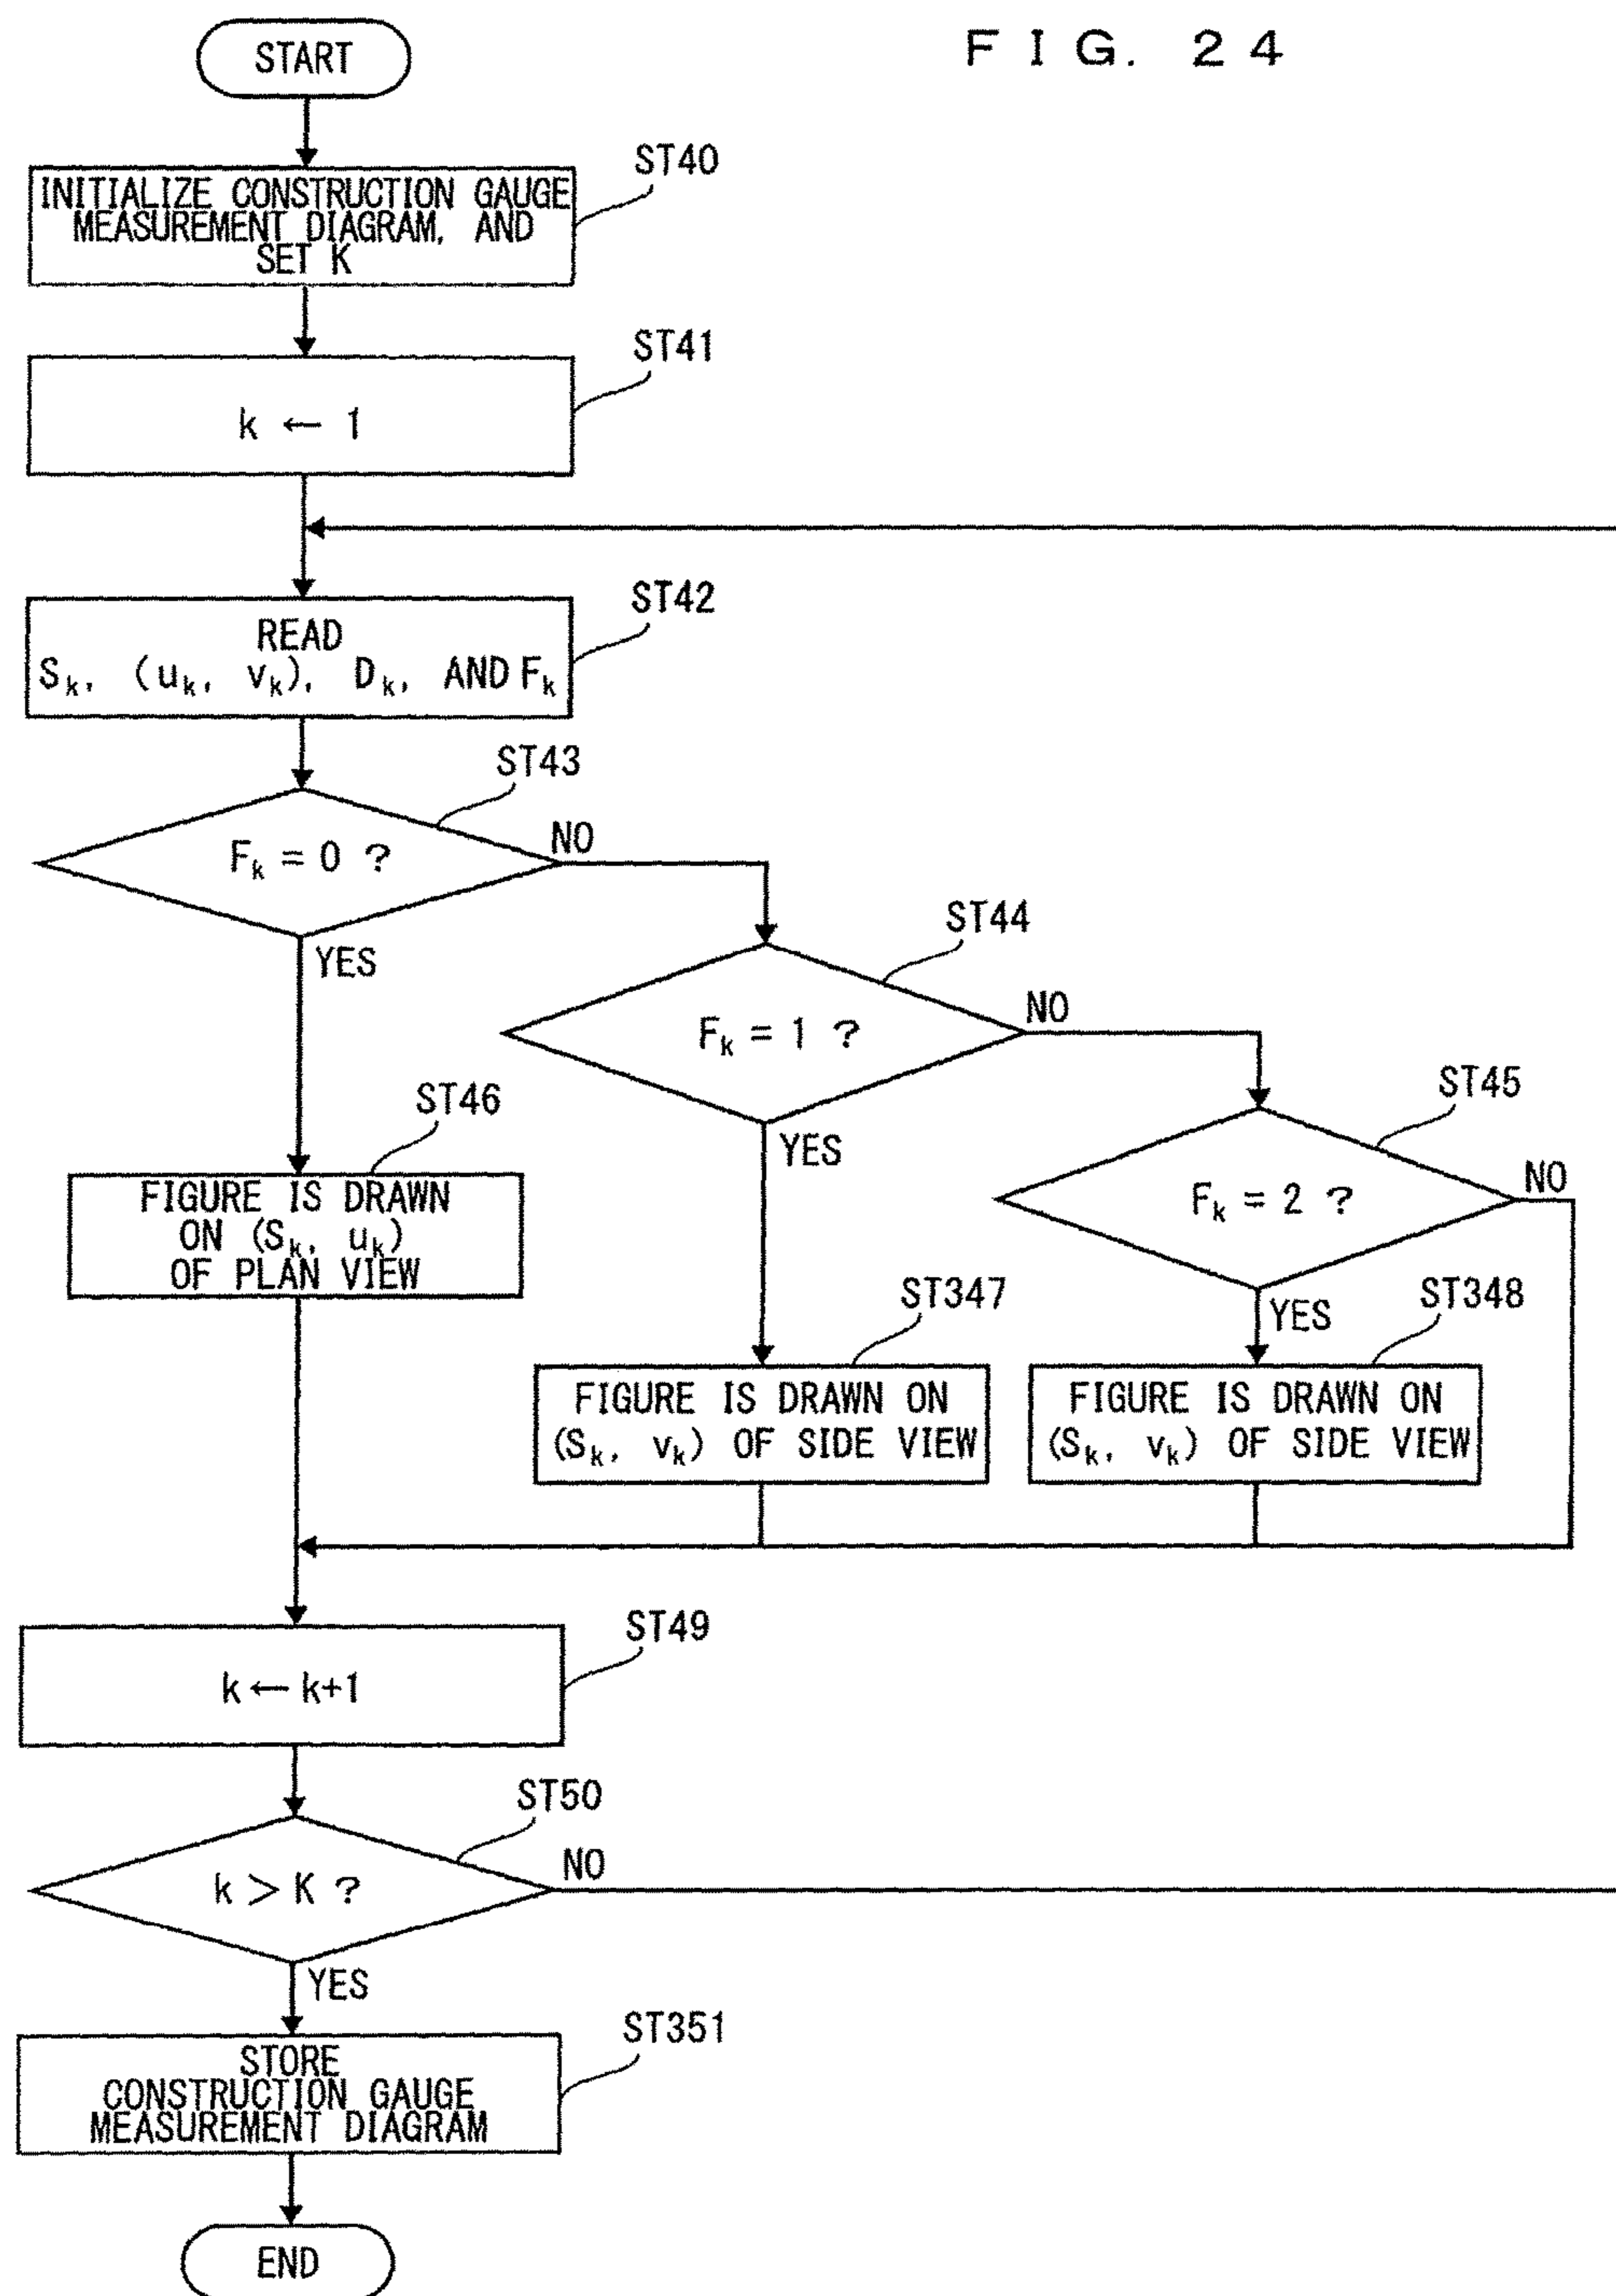 FIG. 24
START
ST40
INITIALIZE CONSTRUCTION GAUGE
MEASUREMENT DIAGRAM, AND
SET K
ST41
k ← 1
ST42
READ
Sk, (uk, vk), Dk, AND Fk
ST43
Fk = 0 ?
NO
YES
ST44
Fk = 1 ?
NO
YES
ST45
Fk = 2 ?
NO
YES
ST46
FIGURE IS DRAWN
ON (Sk, uk)
OF PLAN VIEW
ST347
FIGURE IS DRAWN ON
(Sk, vk) OF SIDE VIEW
ST348
FIGURE IS DRAWN ON
(Sk, vk) OF SIDE VIEW
ST49
k ← k+1
ST50
k > K ?
NO
YES
ST351
STORE
CONSTRUCTION GAUGE
MEASUREMENT DIAGRAM
END